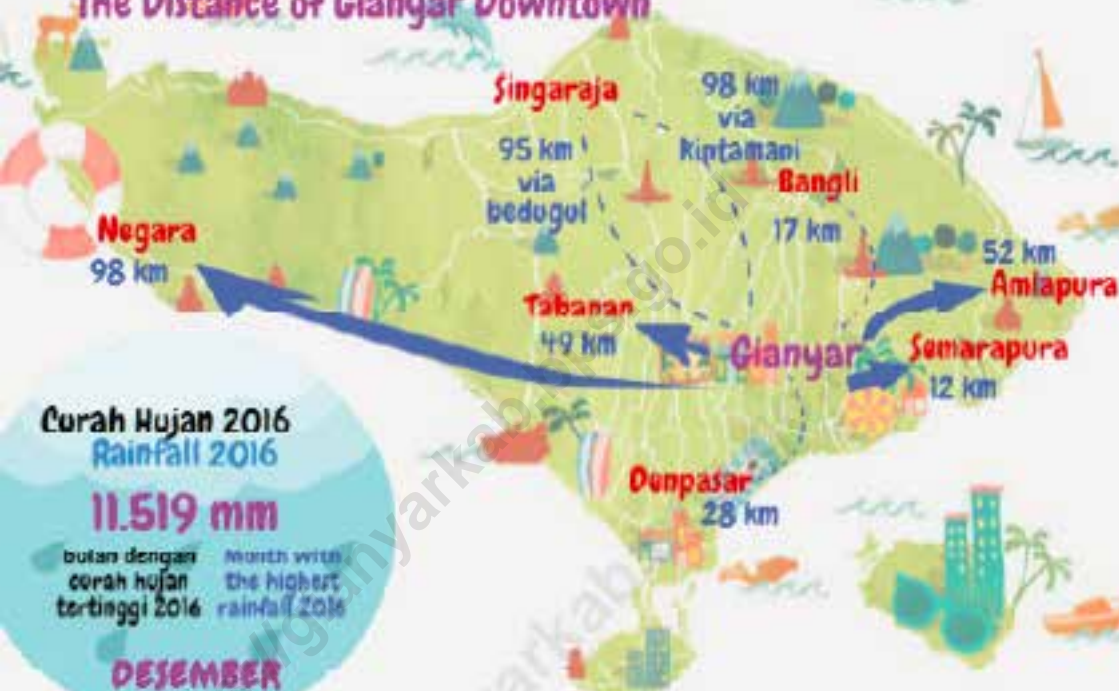 The Distance of Gianyar Downtown
Singaraja
98 km
via
Kintamani
95 km
via
bedugul
Bangli
17 km
Negara
98 km
52 km
Amlapura
Tabanan
49 km
Gianyar
Semarapura
12 km
Curah Hujan 2016
Rainfall 2016
Denpasar
28 km
11.519 mm
bulan dengan
curah hujan
tertinggi 2016
Month with
the highest
rainfall 2016
DESEMBER